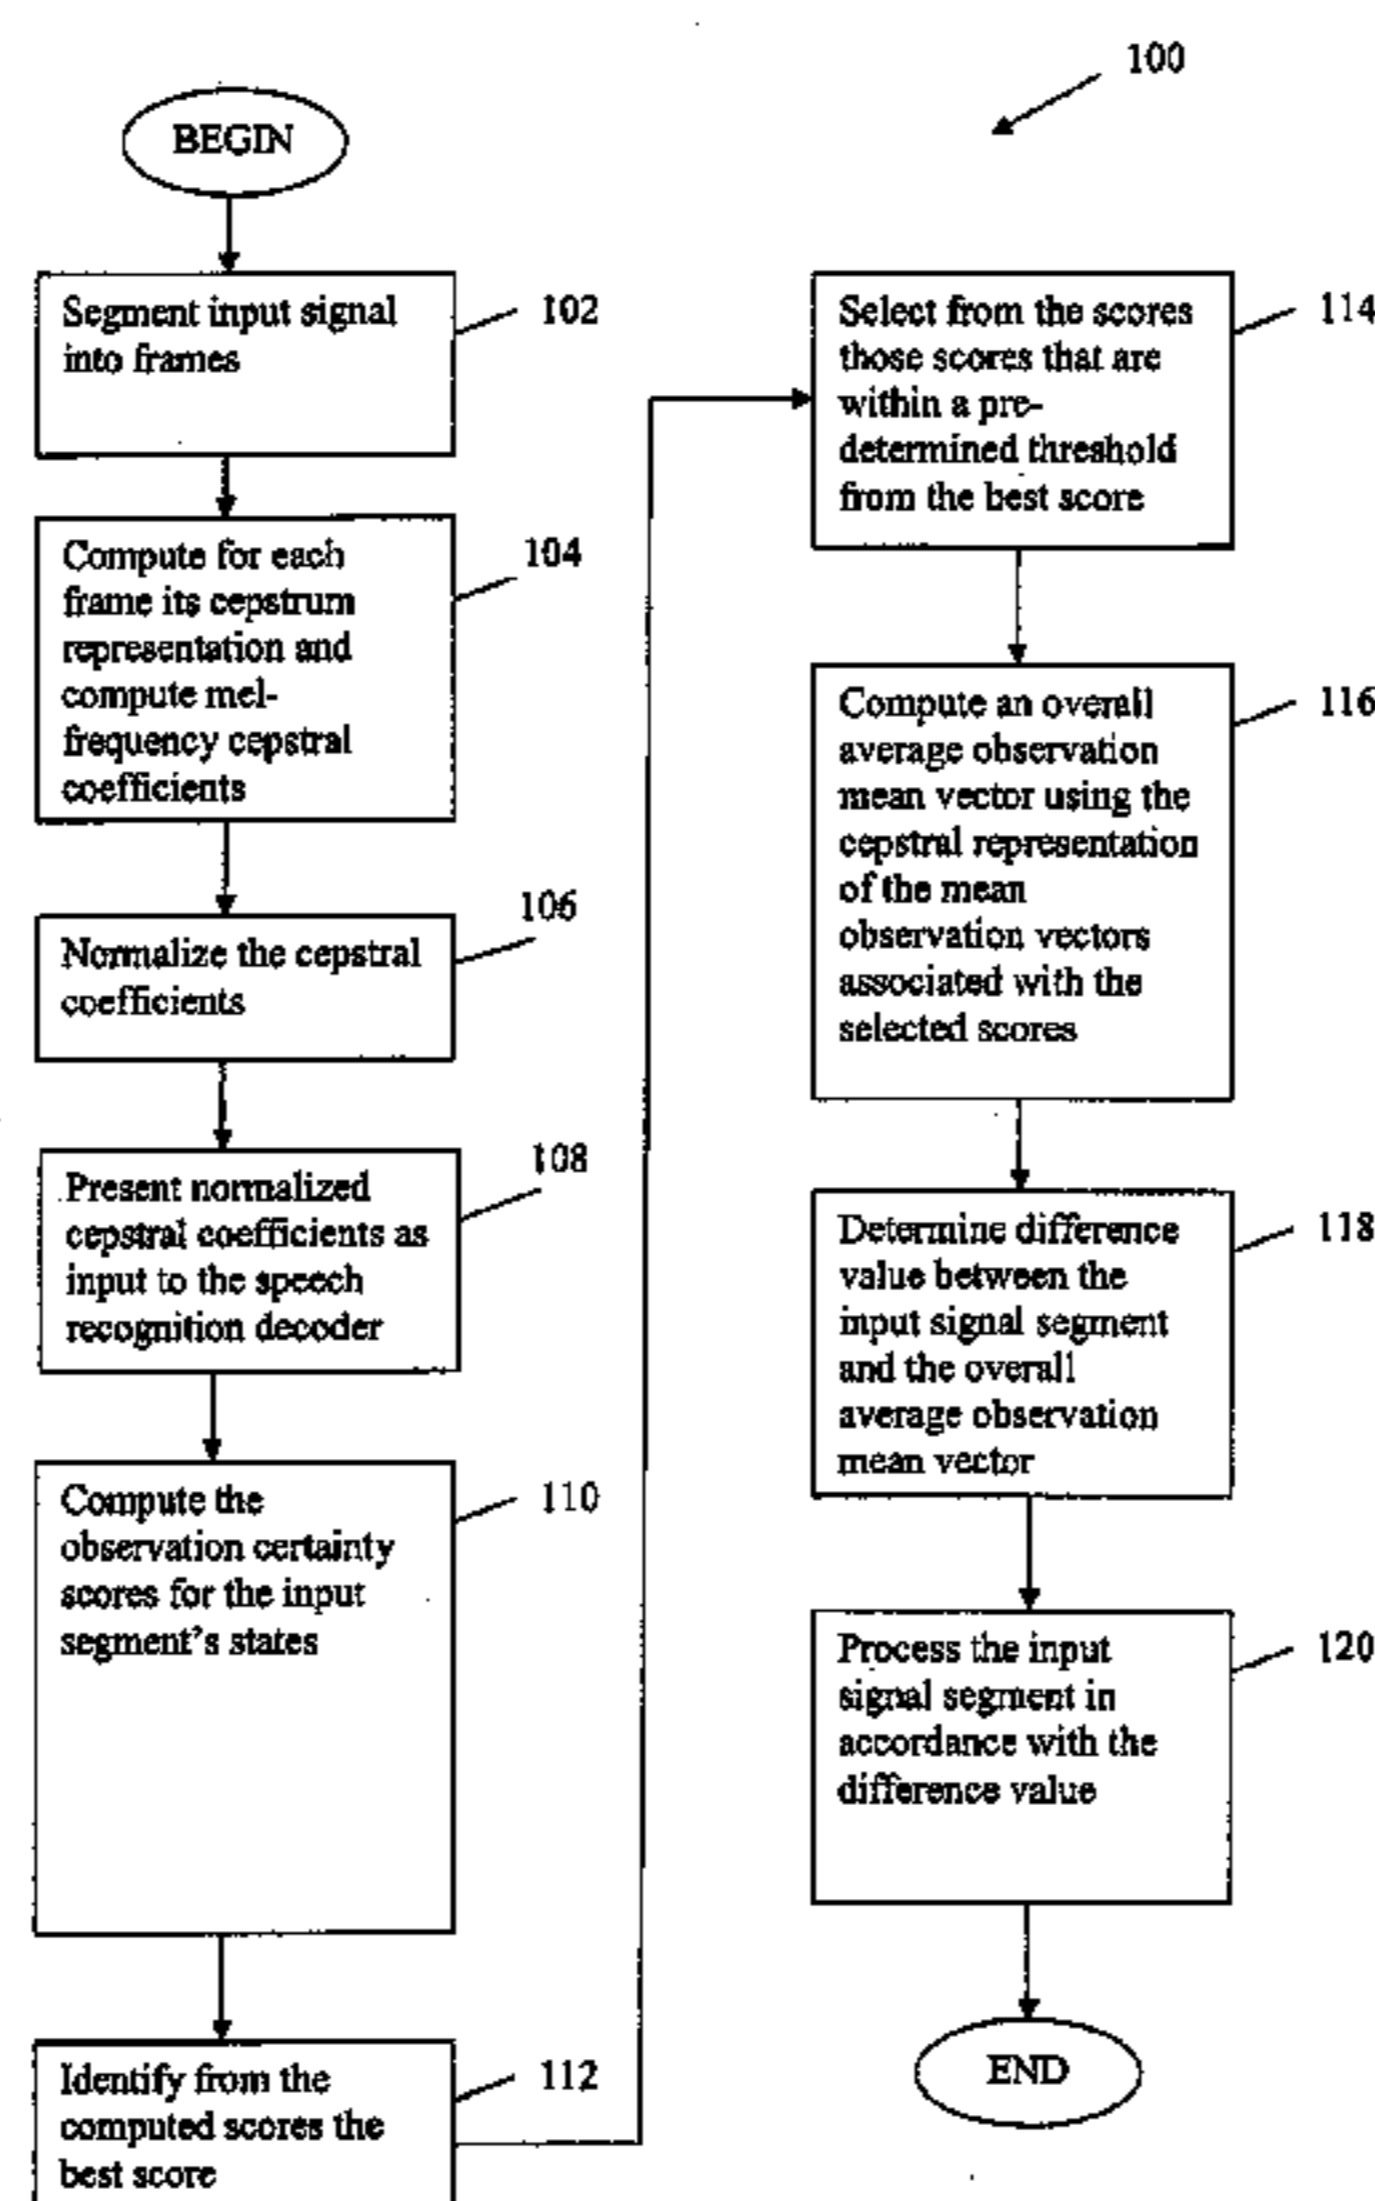 100
BEGIN
Segment input signal
into frames
102
Compute for each
frame its cepstrum
representation and
compute mel-
frequency cepstral
coefficients
104
Normalize the cepstral
coefficients
106
Present normalized
cepstral coefficients as
input to the speech
recognition decoder
108
Compute the
observation certainty
scores for the input
segment's states
110
Identify from the
computed scores the
best score
112
Select from the scores
those scores that are
within a pre-
determined threshold
from the best score
114
Compute an overall
average observation
mean vector using the
cepstral representation
of the mean
observation vectors
associated with the
selected scores
116
Determine difference
value between the
input signal segment
and the overall
average observation
mean vector
118
Process the input
signal segment in
accordance with the
difference value
120
END